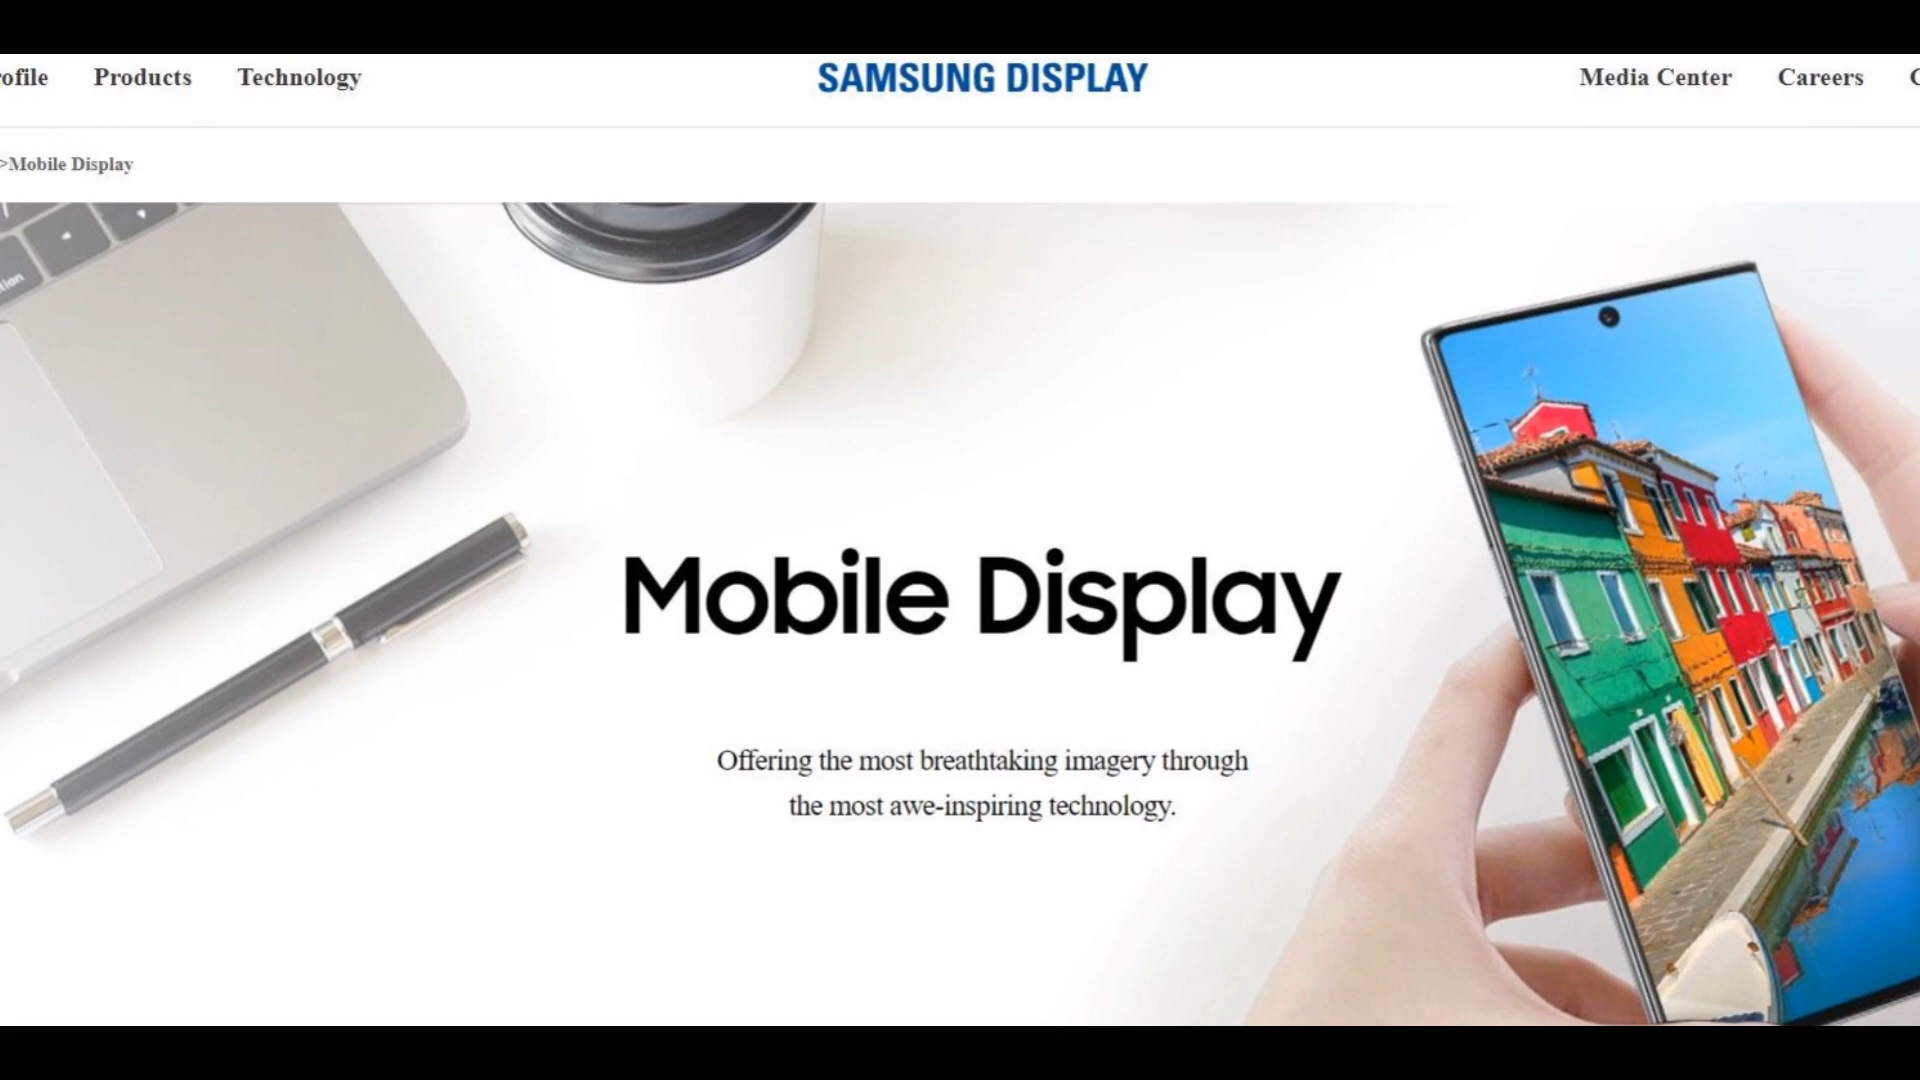 ofile Products Technology SAMSUNG DISPLAY Media Center Careers
>Mobile Display
Mobile Display
Offering the most breathtaking imagery through
the most awe-inspiring technology.